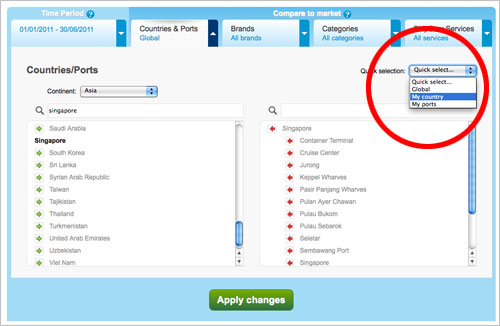 Time Period ?
Compare to market ?
01/01/2011 - 30/06/2011
Countries & Ports
Global
Brands
All brands
Categories
All categories
Services
All services
Countries/Ports
Quick selection:
Quick select...
Quick select...
Global
My country
My ports
Continent:
Asia
singapore
Saudi Arabia
Singapore
South Korea
Sri Lanka
Syrian Arab Republic
Taiwan
Tajikistan
Thailand
Turkmenistan
United Arab Emirates
Uzbekistan
Viet Nam
Singapore
Container Terminal
Cruise Center
Jurong
Keppel Wharves
Pasir Panjang Wharves
Pulau Ayer Chawan
Pulau Bukom
Pulau Sebarok
Seletar
Sembawang Port
Singapore
Apply changes